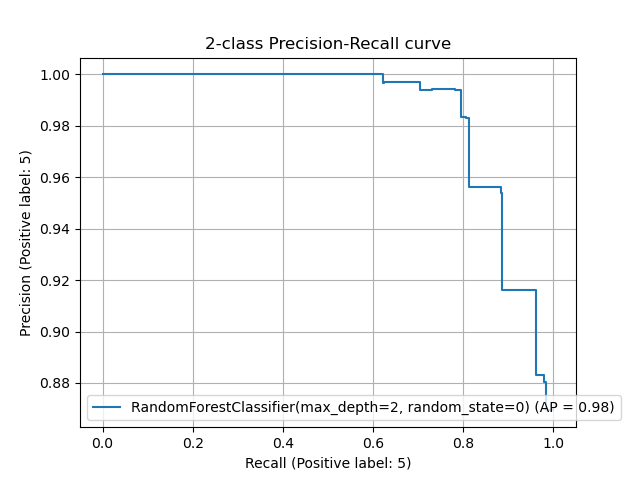 2-class Precision-Recall curve
1.00
0.98
0.96
0.94
0.92
0.90
0.88
Precision (Positive label: 5)
RandomForestClassifier(max_depth=2, random_state=0) (AP = 0.98)
0.0 0.2 0.4 0.6 0.8 1.0
Recall (Positive label: 5)